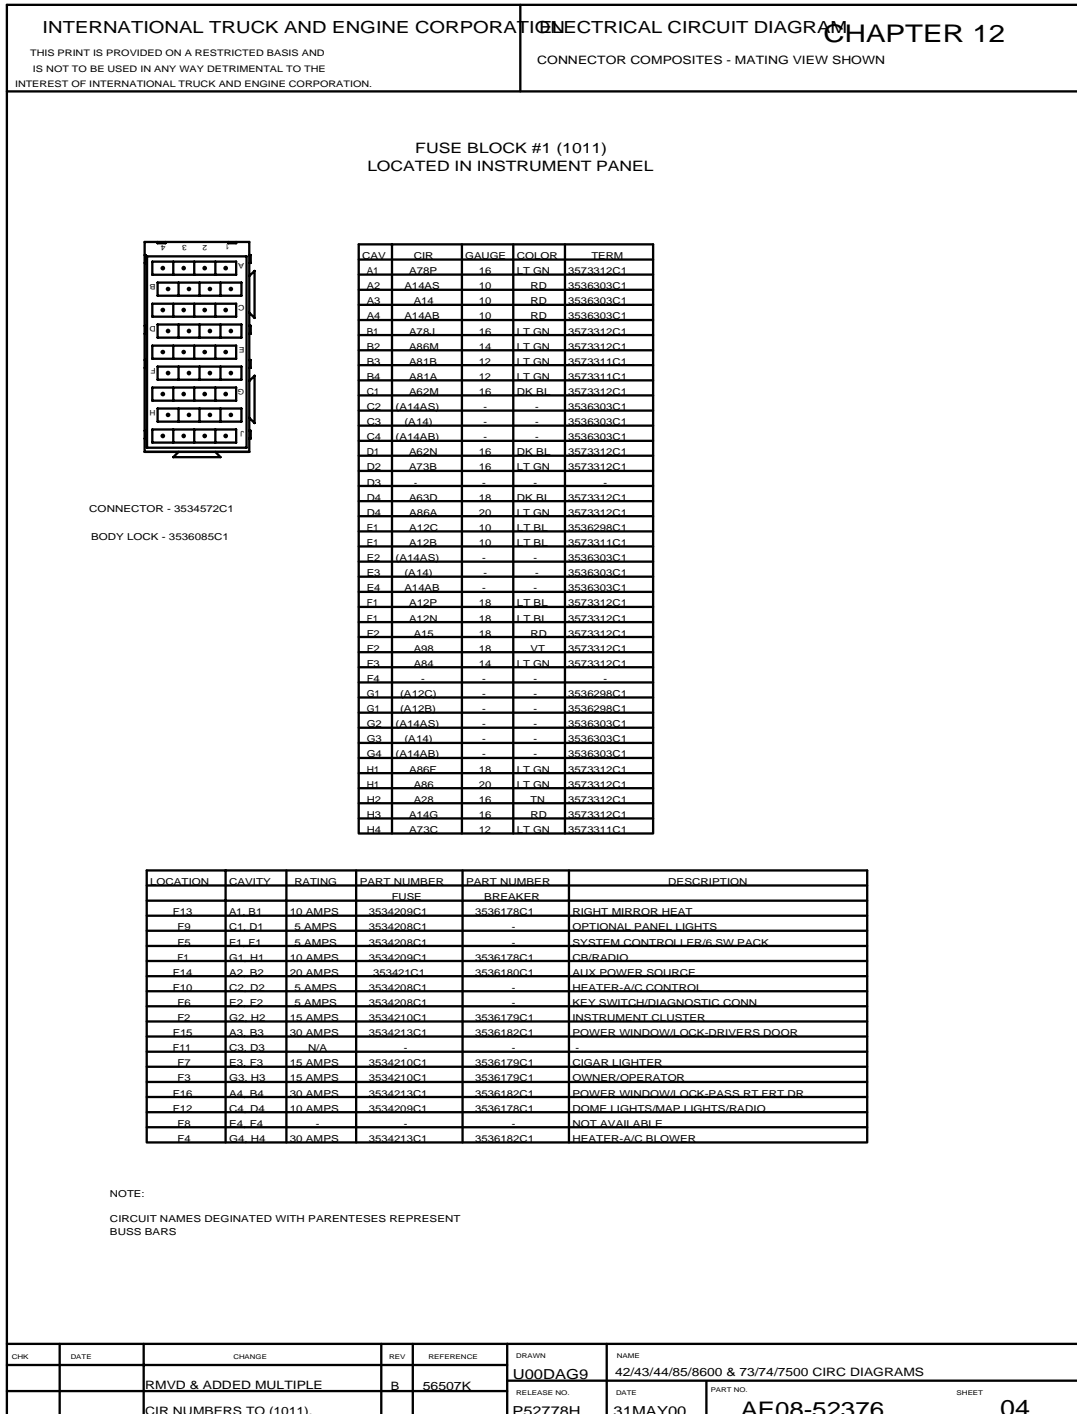 INTERNATIONAL TRUCK AND ENGINE CORPORATION
ELECTRICAL CIRCUIT DIAGRAM
CHAPTER 12
THIS PRINT IS PROVIDED ON A RESTRICTED BASIS AND
IS NOT TO BE USED IN ANY WAY DETRIMENTAL TO THE
INTEREST OF INTERNATIONAL TRUCK AND ENGINE CORPORATION.
CONNECTOR COMPOSITES - MATING VIEW SHOWN
FUSE BLOCK #1 (1011)
LOCATED IN INSTRUMENT PANEL
4 3 2 1
A
B
C
D
E
F
G
H
J
CONNECTOR - 3534572C1
BODY LOCK - 3536085C1
CAV CIR GAUGE COLOR TERM
A1 A78P 16 LT GN 3573312C1
A2 A14AS 10 RD 3536303C1
A3 A14 10 RD 3536303C1
A4 A14AB 10 RD 3536303C1
B1 A78J 16 LT GN 3573312C1
B2 A86M 14 LT GN 3573312C1
B3 A81B 12 LT GN 3573311C1
B4 A81A 12 LT GN 3573311C1
C1 A62M 16 DK BL 3573312C1
C2 (A14AS) - - 3536303C1
C3 (A14) - - 3536303C1
C4 (A14AB) - - 3536303C1
D1 A62N 16 DK BL 3573312C1
D2 A73B 16 LT GN 3573312C1
D3 - - - -
D4 A63D 18 DK BL 3573312C1
D4 A86A 20 LT GN 3573312C1
E1 A12C 10 LT BL 3536298C1
E1 A12B 10 LT BL 3573311C1
E2 (A14AS) - - 3536303C1
E3 (A14) - - 3536303C1
E4 A14AB - - 3536303C1
F1 A12P 18 LT BL 3573312C1
F1 A12N 18 LT BL 3573312C1
F2 A15 18 RD 3573312C1
F2 A98 18 VT 3573312C1
F3 A84 14 LT GN 3573312C1
F4 - - - -
G1 (A12C) - - 3536298C1
G1 (A12B) - - 3536298C1
G2 (A14AS) - - 3536303C1
G3 (A14) - - 3536303C1
G4 (A14AB) - - 3536303C1
H1 A86F 18 LT GN 3573312C1
H1 A86 20 LT GN 3573312C1
H2 A28 16 TN 3573312C1
H3 A14G 16 RD 3573312C1
H4 A73C 12 LT GN 3573311C1
LOCATION CAVITY RATING PART NUMBER PART NUMBER DESCRIPTION
FUSE BREAKER
F13 A1, B1 10 AMPS 3534209C1 3536178C1 RIGHT MIRROR HEAT
F9 C1, D1 5 AMPS 3534208C1 - OPTIONAL PANEL LIGHTS
F5 E1, F1 5 AMPS 3534208C1 - SYSTEM CONTROLLER/6 SW PACK
F1 G1, H1 10 AMPS 3534209C1 3536178C1 CB/RADIO
F14 A2, B2 20 AMPS 353421C1 3536180C1 AUX POWER SOURCE
F10 C2, D2 5 AMPS 3534208C1 - HEATER-A/C CONTROL
F6 E2, F2 5 AMPS 3534208C1 - KEY SWITCH/DIAGNOSTIC CONN
F2 G2, H2 15 AMPS 3534210C1 3536179C1 INSTRUMENT CLUSTER
F15 A3, B3 30 AMPS 3534213C1 3536182C1 POWER WINDOW/LOCK-DRIVERS DOOR
F11 C3, D3 N/A - - -
F7 E3, F3 15 AMPS 3534210C1 3536179C1 CIGAR LIGHTER
F3 G3, H3 15 AMPS 3534210C1 3536179C1 OWNER/OPERATOR
F16 A4, B4 30 AMPS 3534213C1 3536182C1 POWER WINDOW/LOCK-PASS RT FRT DR
F12 C4, D4 10 AMPS 3534209C1 3536178C1 DOME LIGHTS/MAP LIGHTS/RADIO
F8 E4, F4 - - - NOT AVAILABLE
F4 G4, H4 30 AMPS 3534213C1 3536182C1 HEATER-A/C BLOWER
NOTE:
CIRCUIT NAMES DEGINATED WITH PARENTESES REPRESENT
BUSS BARS
CHK DATE CHANGE REV REFERENCE DRAWN NAME
RMVD & ADDED MULTIPLE B 56507K U00DAG9 42/43/44/85/8600 & 73/74/7500 CIRC DIAGRAMS
RELEASE NO. DATE PART NO. SHEET
CIR NUMBERS TO (1011). P52778H 31MAY00 AE08-52376 04